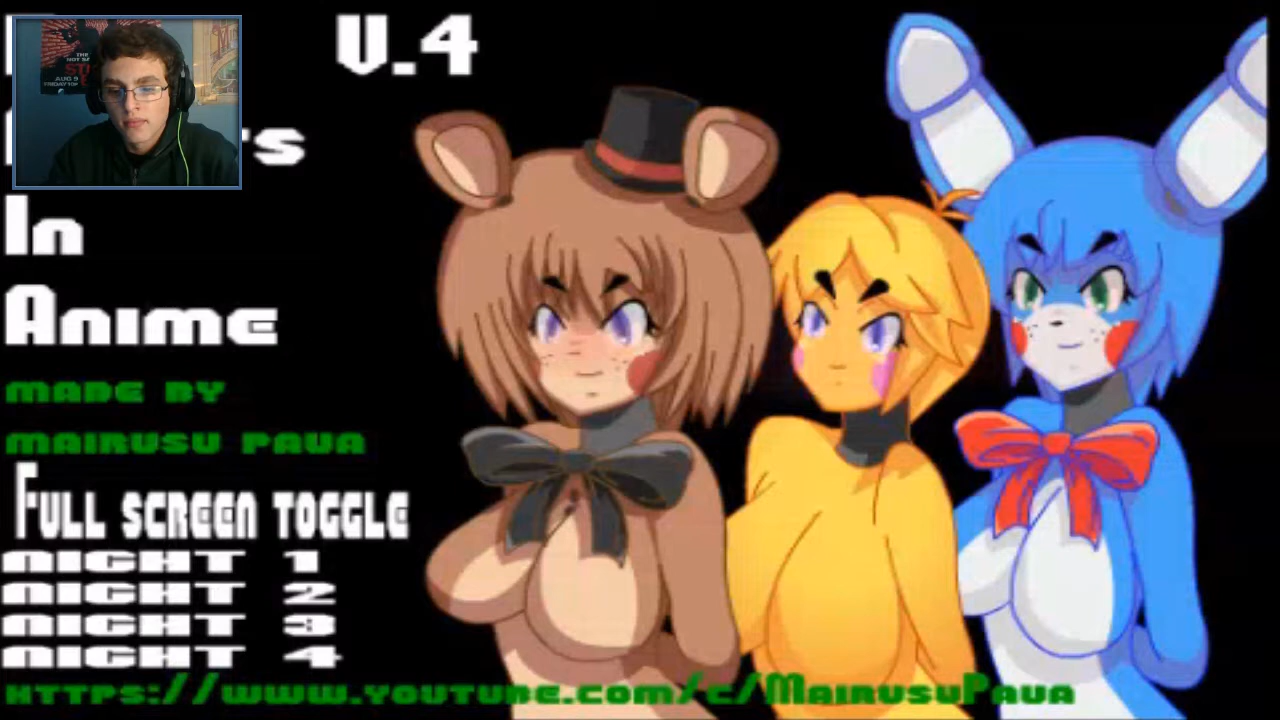 V.4
In
Anime
made by
mairusu paua
Full screen toggle
night 1
night 2
night 3
night 4
https://www.youtube.com/c/MairusuPaua